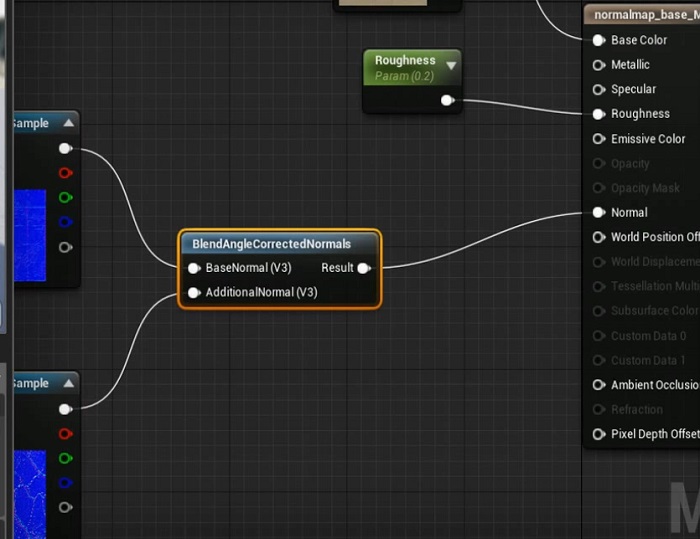 normalmap_base_M
Base Color
Roughness
Param (0.2)
Metallic
Specular
Roughness
Sample
Emissive Color
Opacity
Opacity Mask
Normal
BlendAngleCorrectedNormals
World Position Off
BaseNormal (V3)
Result
World Displaceme
AdditionalNormal (V3)
Tessellation Multi
Subsurface Color
Custom Data 0
Custom Data 1
Sample
Ambient Occlusio
Refraction
Pixel Depth Offset
M